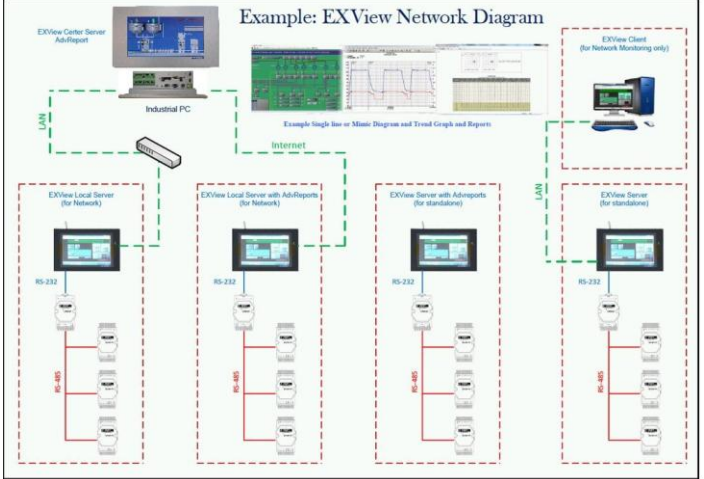 Example: EXView Network Diagram
EXView Certer Server
AdvReport
Industrial PC
Example Single line or Mimic Diagram and Trend Graph and Reports
EXView Client
(for Network Monitoring only)
LAN
Internet
LAN
EXView Local Server
(for Network)
EXView Local Server with AdvReports
(for Network)
EXView Server with Advreports
(for standalone)
EXView Server
(for standalone)
RS-232
RS-232
RS-232
RS-232
RS-485
RS-485
RS-485
RS-485